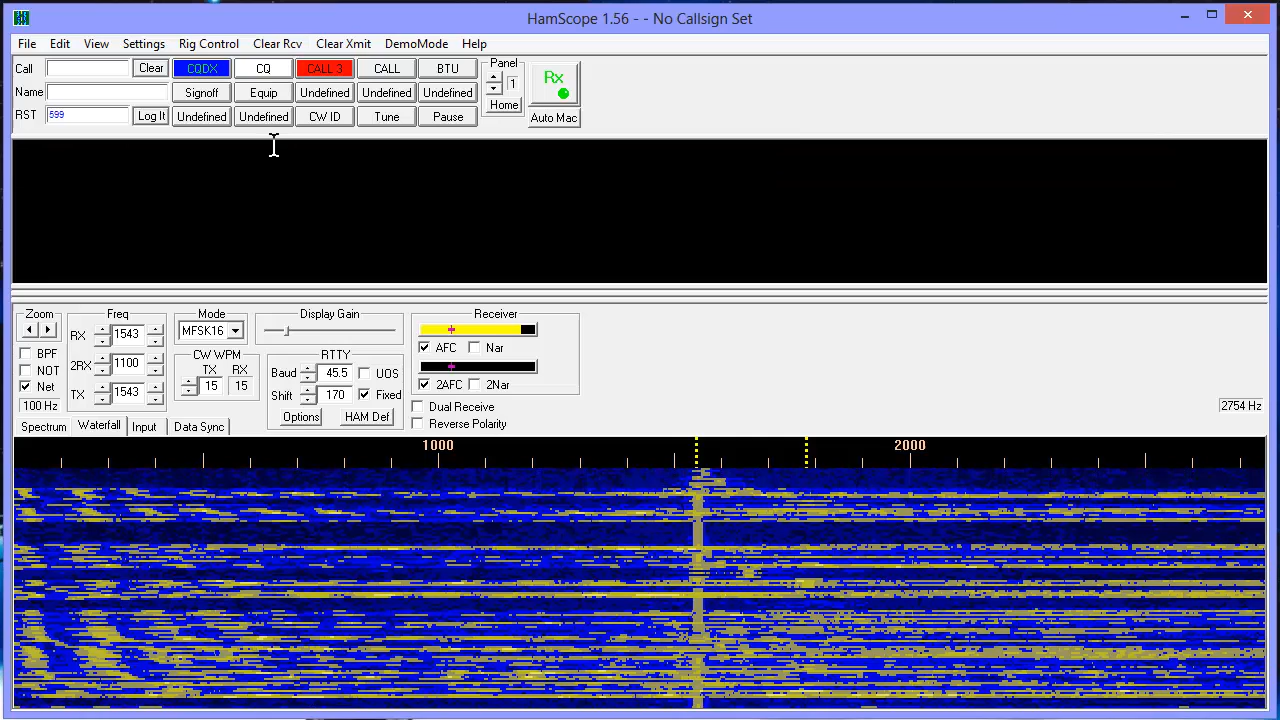 HamScope 1.56 - - No Callsign Set
File Edit View Settings Rig Control Clear Rcv Clear Xmit DemoMode Help
Call Clear CQDX CQ CALL 3 CALL BTU Panel
Name Signoff Equip Undefined Undefined Undefined 1 Rx
RST 599 Log It Undefined Undefined CW ID Tune Pause Home Auto Mac
Zoom Freq Mode Display Gain Receiver
RX 1543 MFSK16
BPF CW WPM RTTY AFC Nar
NOT 2RX 1100 TX RX Baud 45.5 UOS
Net TX 1543 15 15 Shift 170 Fixed 2AFC 2Nar
100 Hz Options HAM Def Dual Receive 2754 Hz
Spectrum Waterfall Input Data Sync Reverse Polarity
1000 2000